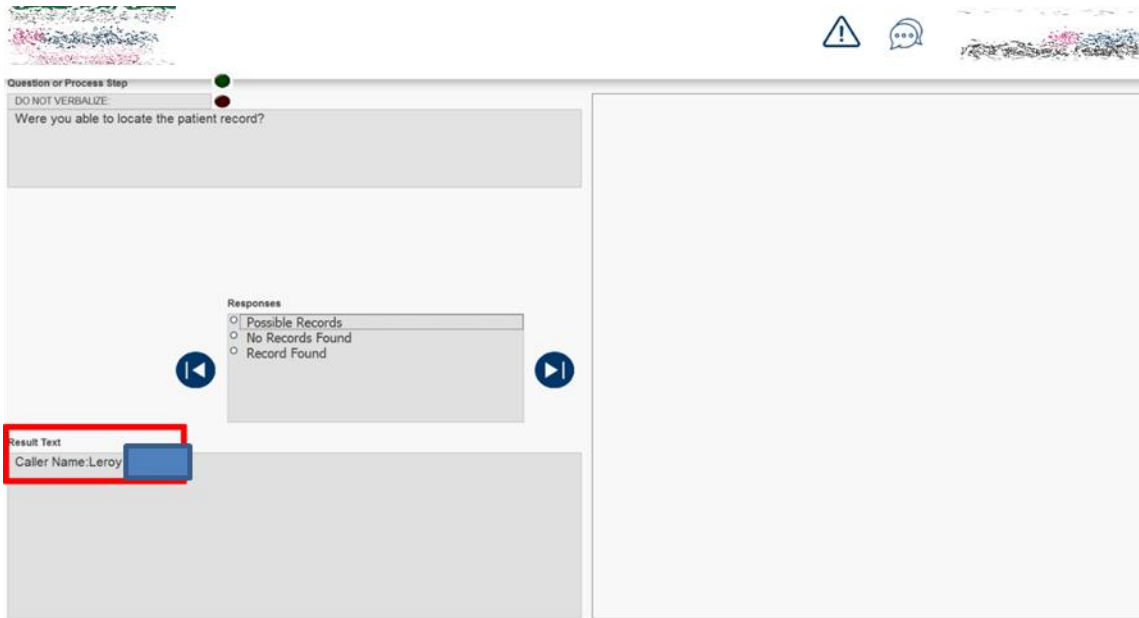 Question or Process Step
DO NOT VERBALIZE:
Were you able to locate the patient record?
Responses
Possible Records
No Records Found
Record Found
Result Text
Caller Name:Leroy